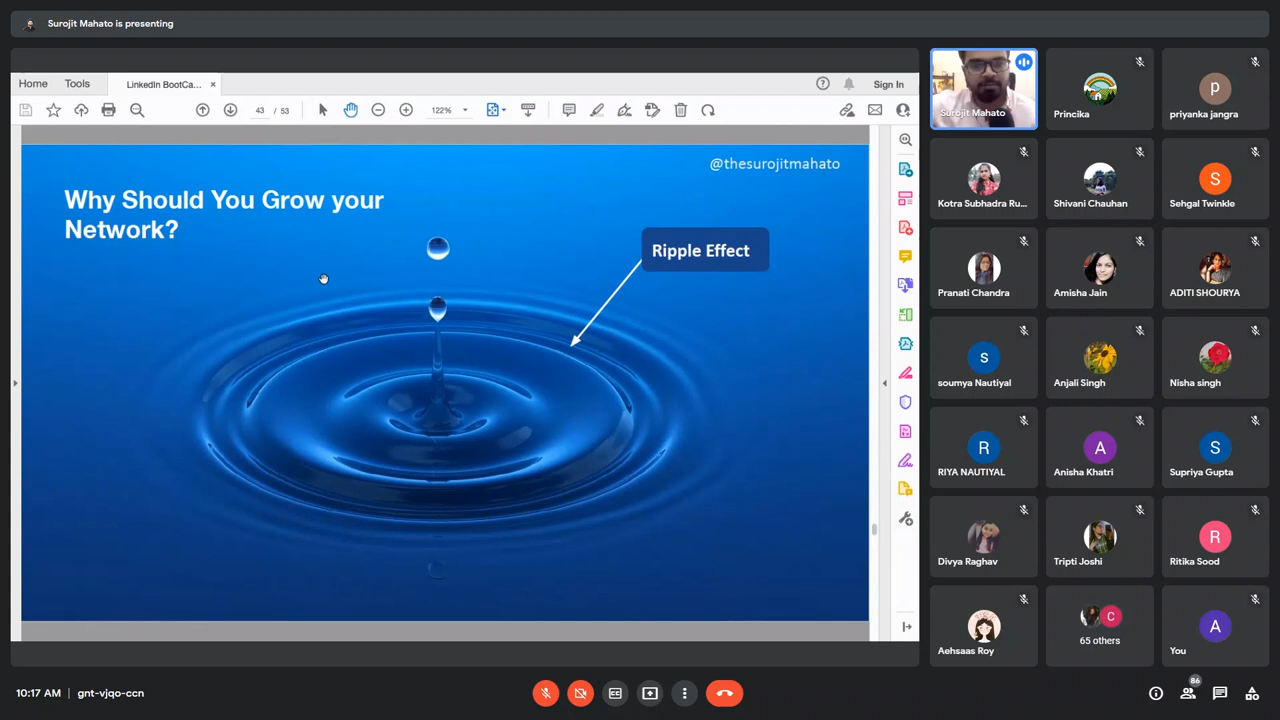 Surojit Mahato is presenting
Home
Tools
LinkedIn BootCa...
Sign In
43 / 53
122%
@thesurojitmahato
Why Should You Grow your
Network?
Ripple Effect
Surojit Mahato
Princika
p
priyanka jangra
Kotra Subhadra Ru...
Shivani Chauhan
S
Sehgal Twinkle
Pranati Chandra
Amisha Jain
ADITI SHOURYA
s
soumya Nautiyal
Anjali Singh
Nisha singh
R
RIYA NAUTIYAL
A
Anisha Khatri
S
Supriya Gupta
Divya Raghav
Tripti Joshi
R
Ritika Sood
Aehsaas Roy
C
65 others
A
You
10:17 AM | gnt-vjqo-ccn
86